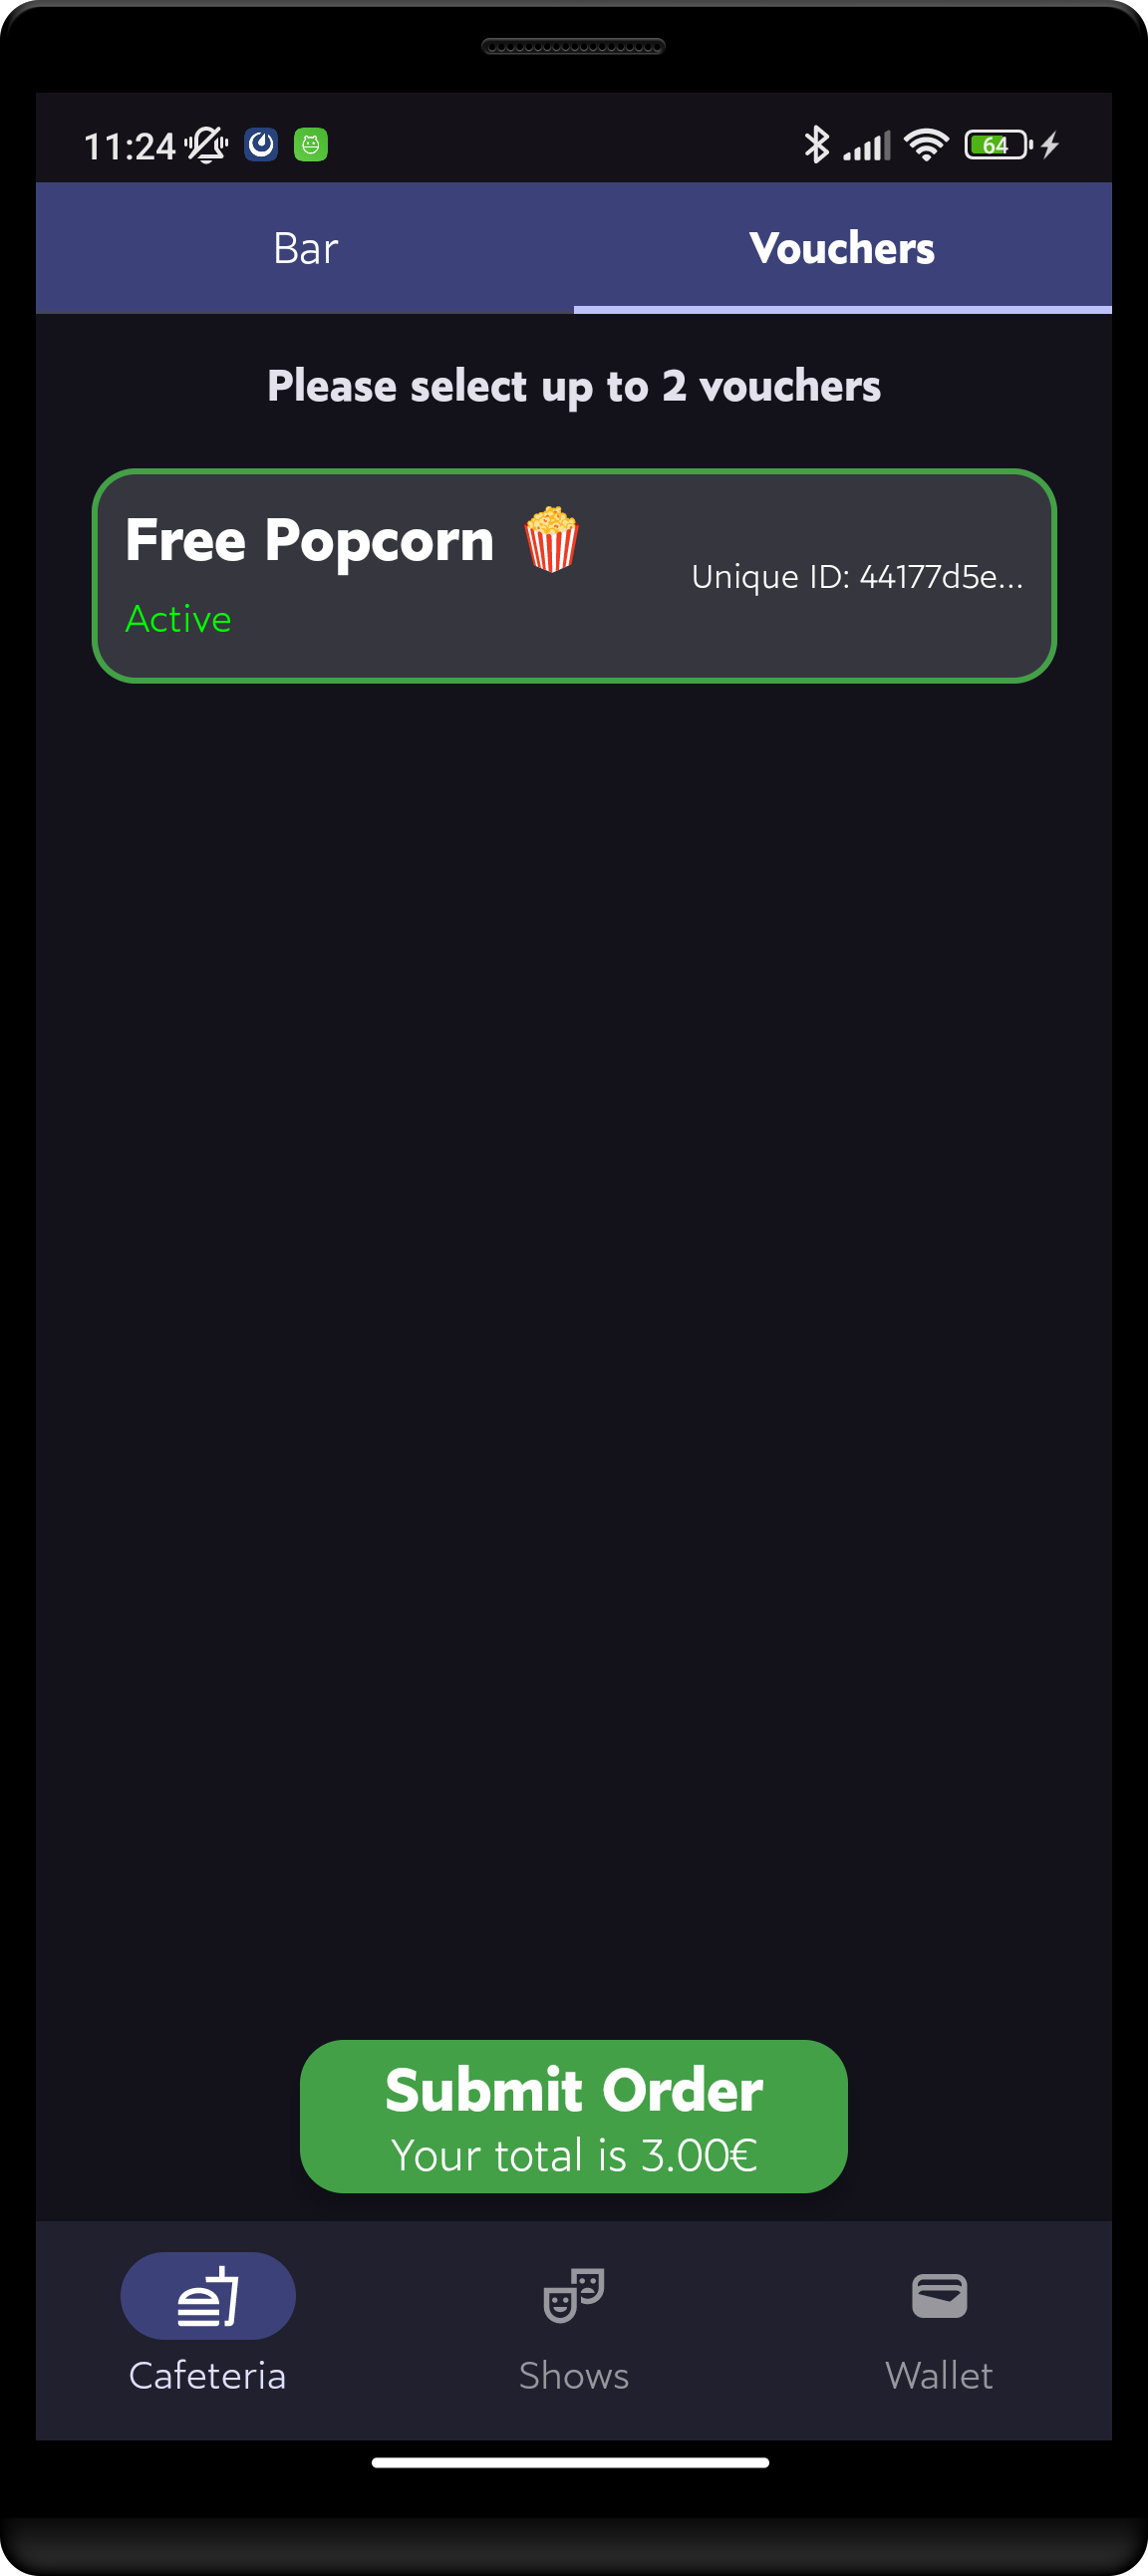 11:24
64
Bar
Vouchers
Please select up to 2 vouchers
Free Popcorn 🍿
Active
Unique ID: 44177d5e...
Submit Order
Your total is 3.00€
Cafeteria
Shows
Wallet